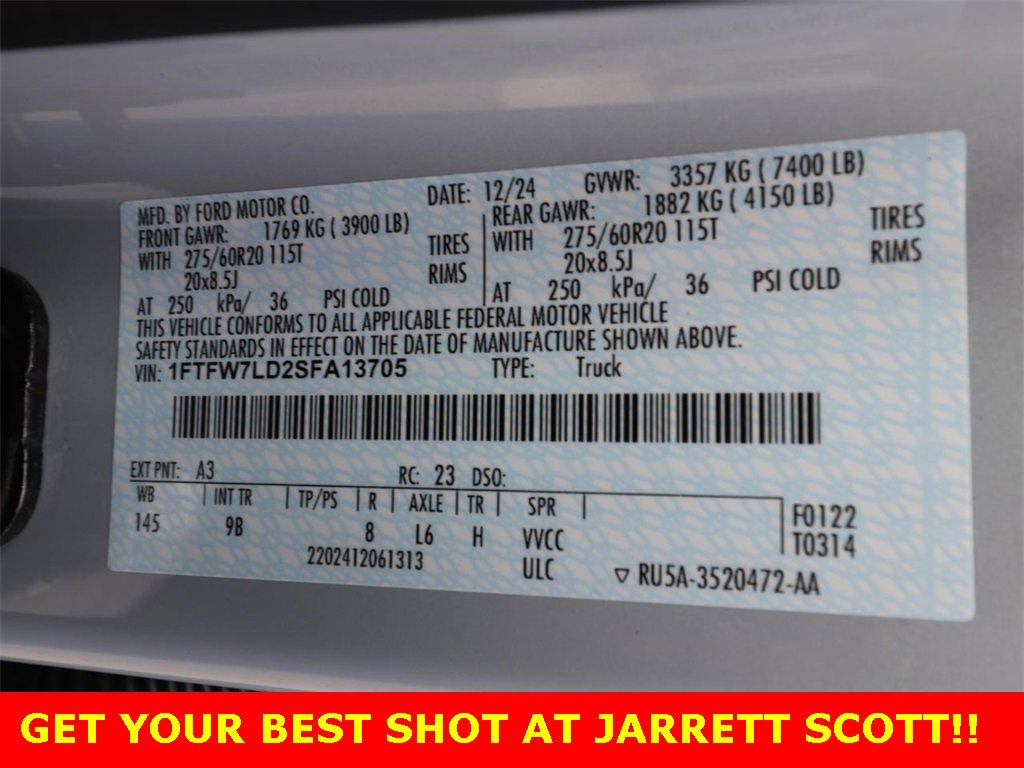 MFD. BY FORD MOTOR CO. DATE: 12/24 GVWR: 3357 KG ( 7400 LB)
FRONT GAWR: 1769 KG ( 3900 LB) REAR GAWR: 1882 KG ( 4150 LB)
WITH 275/60R20 115T TIRES WITH 275/60R20 115T TIRES
20x8.5J RIMS 20x8.5J RIMS
AT 250 kPa/ 36 PSI COLD AT 250 kPa/ 36 PSI COLD
THIS VEHICLE CONFORMS TO ALL APPLICABLE FEDERAL MOTOR VEHICLE
SAFETY STANDARDS IN EFFECT ON THE DATE OF MANUFACTURE SHOWN ABOVE.
VIN: 1FTFW7LD2SFA13705 TYPE: Truck
EXT PNT: A3 RC: 23 DSO:
WB INT TR TP/PS R AXLE TR SPR
145 9B 8 L6 H VVCC
F0122
T0314
2202412061313 ULC ▽ RU5A-3520472-AA
GET YOUR BEST SHOT AT JARRETT SCOTT!!